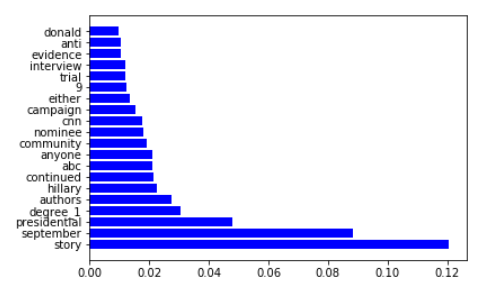 donald
anti
evidence
interview
trial
9
either
campaign
cnn
nominee
community
anyone
abc
continued
hillary
authors
degree_1
presidential
september
story
0.00 0.02 0.04 0.06 0.08 0.10 0.12